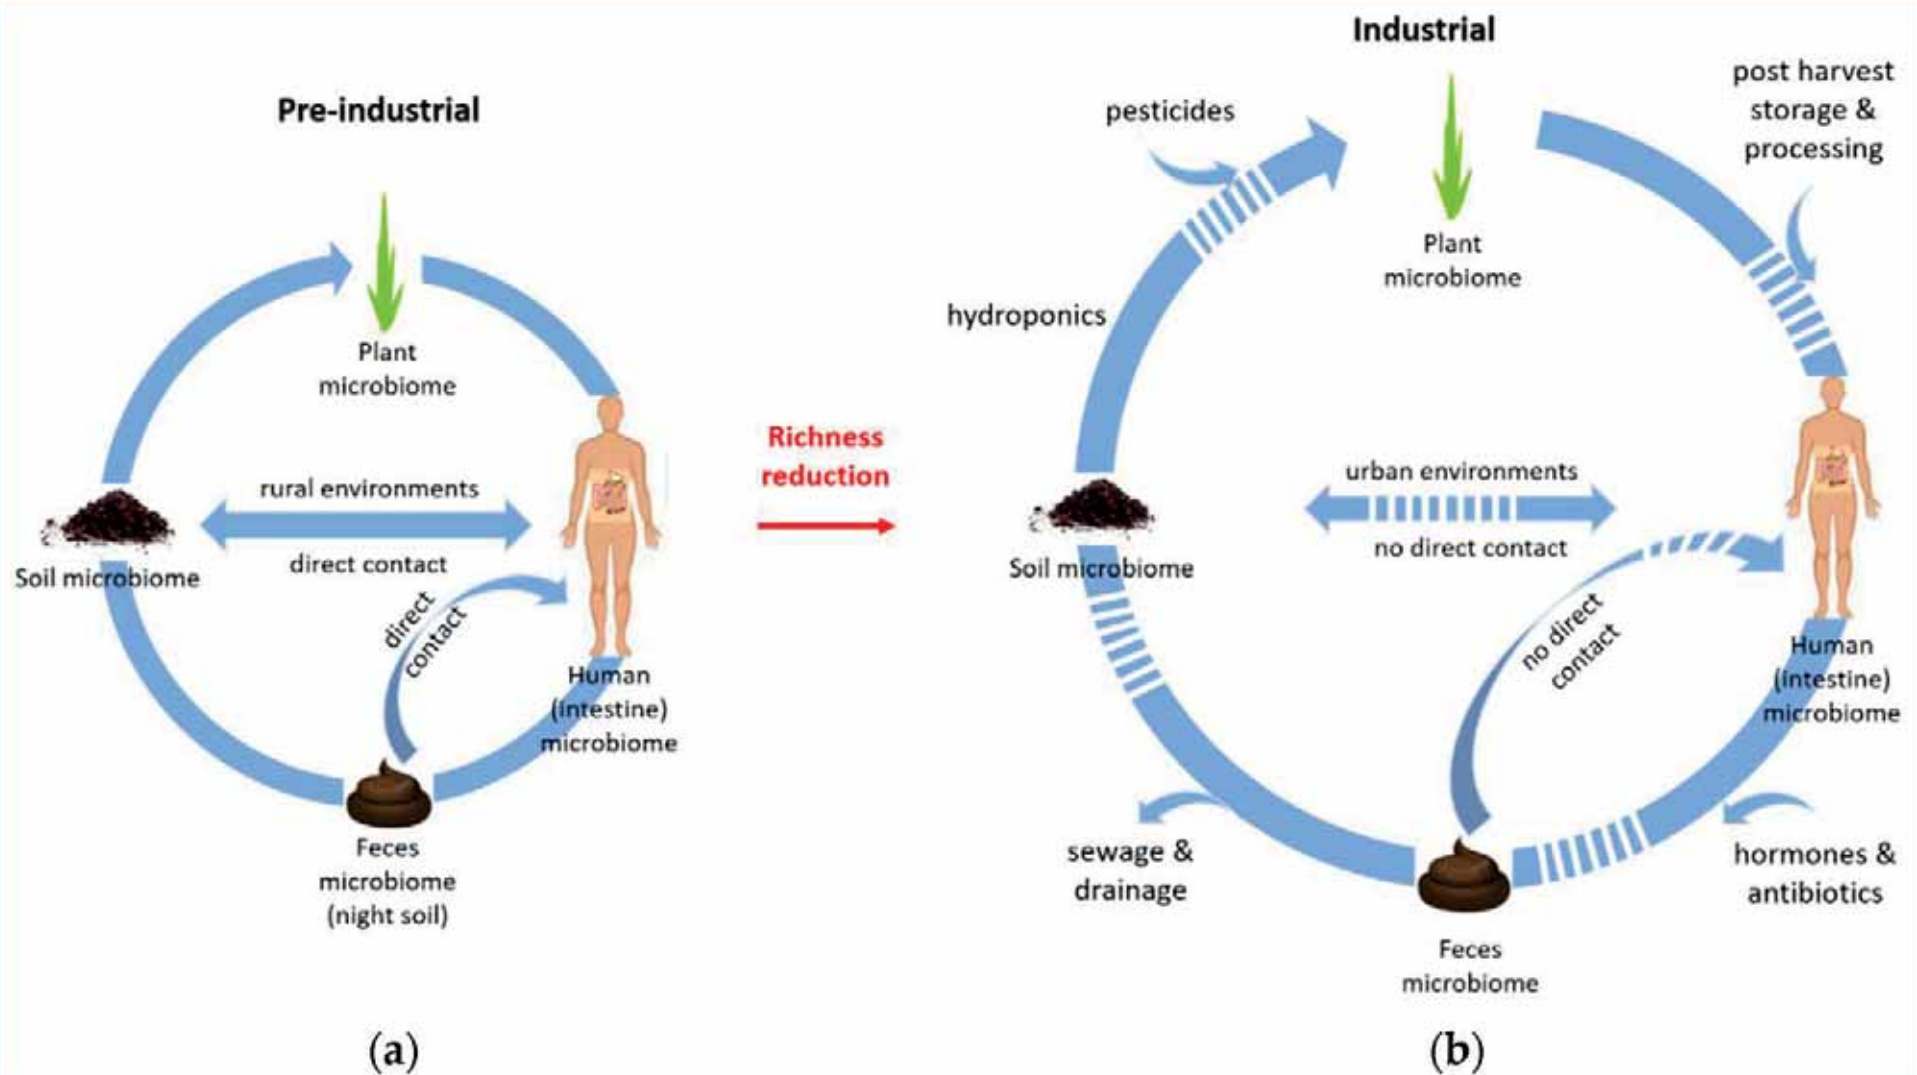 Pre-industrial
Plant
microbiome
rural environments
direct contact
Soil microbiome
direct
contact
Human
(intestine)
microbiome
Feces
microbiome
(night soil)
(a)
Richness
reduction
Industrial
pesticides
post harvest
storage &
processing
Plant
microbiome
hydroponics
urban environments
no direct contact
Soil microbiome
no direct
contact
Human
(intestine)
microbiome
sewage &
drainage
hormones &
antibiotics
Feces
microbiome
(b)